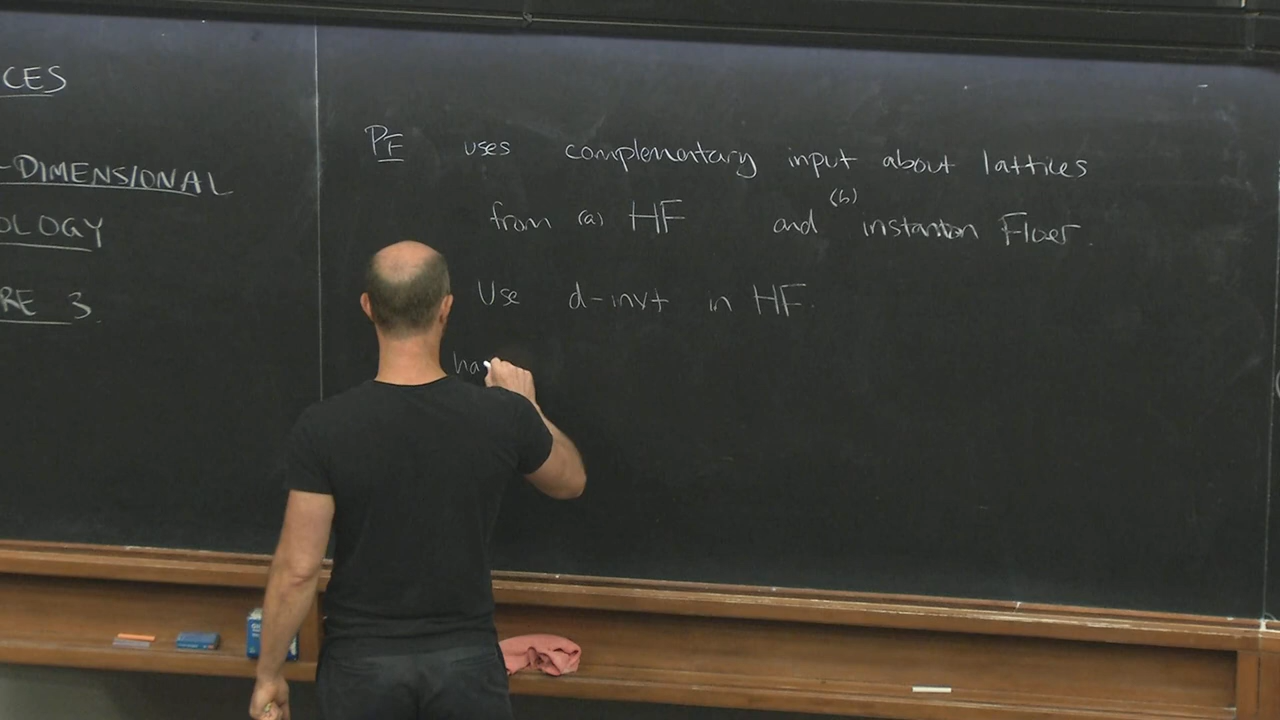 CES
-DIMENSIONAL
OLOGY
RE 3
PF uses complementary input about lattices
from (a) HF and (b) instanton Floer.
Use d-invt in HF.
ha